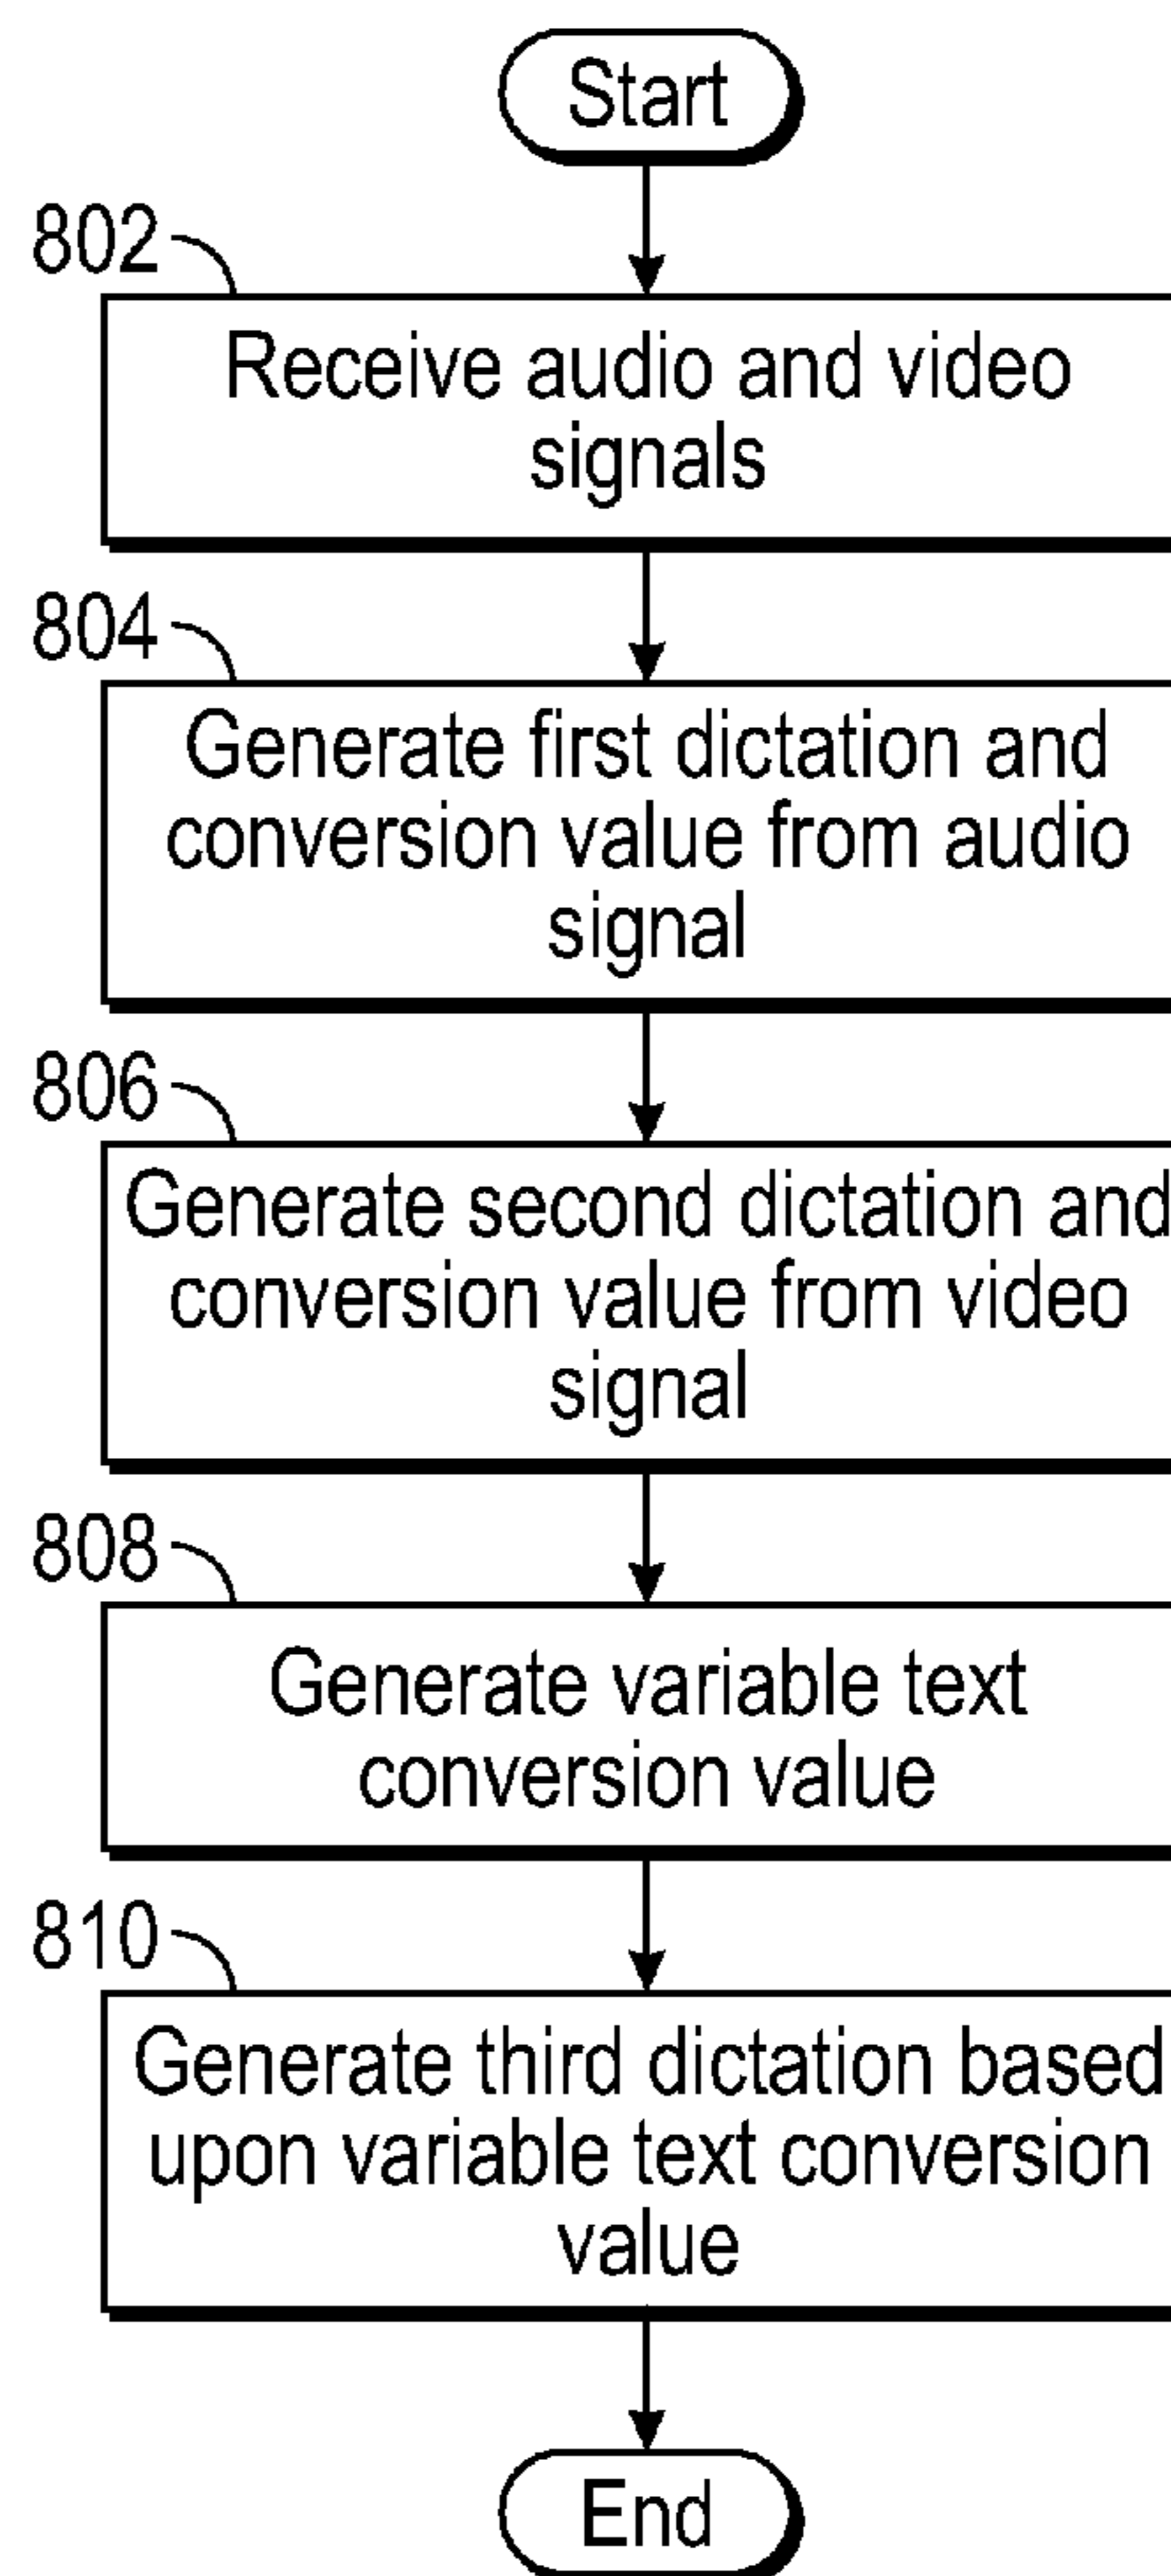 Start
802
Receive audio and video
signals
804
Generate first dictation and
conversion value from audio
signal
806
Generate second dictation and
conversion value from video
signal
808
Generate variable text
conversion value
810
Generate third dictation based
upon variable text conversion
value
End